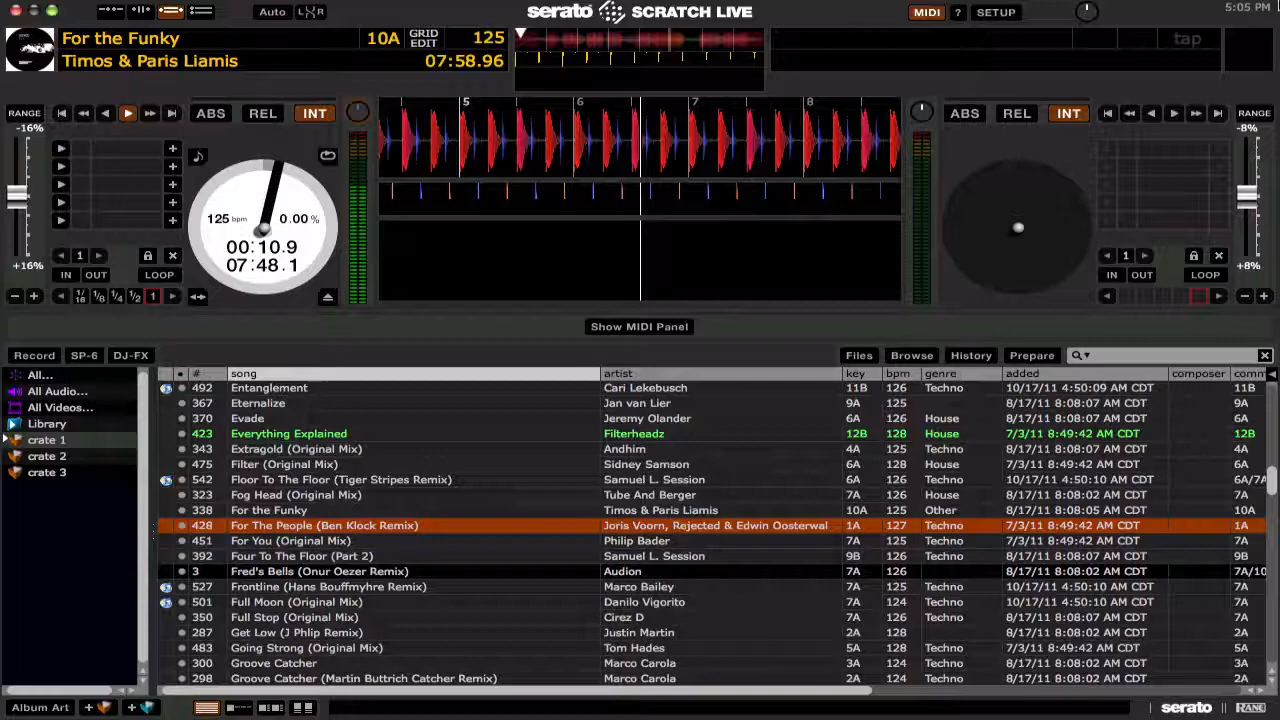 Auto L R serato SCRATCH LIVE MIDI ? SETUP 5:05 PM
For the Funky 10A GRID EDIT 125 tap
Timos & Paris Liamis 07:58.96
5 6 7 8
RANGE ABS REL INT ABS REL INT RANGE
-16% -8%
125 bpm 0.00 %
00:10.9
07:48.1
+16% 1 1 +8%
IN OUT LOOP IN OUT LOOP
1/16 1/8 1/4 1/2 1
Show MIDI Panel
Record SP-6 DJ-FX Files Browse History Prepare
# song artist key bpm genre added composer comm
All...
All Audio...
All Videos...
Library
crate 1
crate 2
crate 3
492 Entanglement Cari Lekebusch 11B 126 Techno 10/17/11 4:50:09 AM CDT 11B
367 Eternalize Jan van Lier 9A 125 8/17/11 8:08:07 AM CDT 9A
370 Evade Jeremy Olander 6A 126 House 8/17/11 8:08:07 AM CDT 6A
423 Everything Explained Filterheadz 12B 128 House 7/3/11 8:49:42 AM CDT 12B
343 Extragold (Original Mix) Andhim 4A 125 Techno 8/17/11 8:08:07 AM CDT 4A
475 Filter (Original Mix) Sidney Samson 6A 128 House 7/3/11 8:49:42 AM CDT 6A
542 Floor To The Floor (Tiger Stripes Remix) Samuel L. Session 6A 126 Techno 10/17/11 4:50:10 AM CDT 6A/7A
323 Fog Head (Original Mix) Tube And Berger 7A 126 House 8/17/11 8:08:02 AM CDT 7A
338 For the Funky Timos & Paris Liamis 10A 125 Other 8/17/11 8:08:02 AM CDT 10A
428 For The People (Ben Klock Remix) Joris Voorn, Rejected & Edwin Oosterwal 1A 127 Techno 7/3/11 8:49:42 AM CDT 1A
451 For You (Original Mix) Philip Bader 7A 125 Techno 7/3/11 8:49:42 AM CDT 7A
392 Four To The Floor (Part 2) Samuel L. Session 9B 126 Techno 8/17/11 8:08:07 AM CDT 9B
3 Fred's Bells (Onur Oezer Remix) Audion 7A 126 8/17/11 8:08:02 AM CDT 7A/10
527 Frontline (Hans Bouffmyhre Remix) Marco Bailey 7A 125 Techno 10/17/11 4:50:10 AM CDT 7A
501 Full Moon (Original Mix) Danilo Vigorito 7A 124 Techno 10/17/11 4:50:10 AM CDT 7A
350 Full Stop (Original Mix) Cirez D 7A 126 Techno 8/17/11 8:08:02 AM CDT 7A
287 Get Low (J Phlip Remix) Justin Martin 2A 128 8/17/11 8:08:02 AM CDT 2A
483 Going Strong (Original Mix) Tom Hades 5A 128 Techno 7/3/11 8:49:42 AM CDT 5A
300 Groove Catcher Marco Carola 3A 124 Techno 8/17/11 8:08:02 AM CDT 3A
298 Groove Catcher (Martin Buttrich Catcher Remix) Marco Carola 2A 124 Techno 8/17/11 8:08:02 AM CDT 2A
Album Art serato RANE